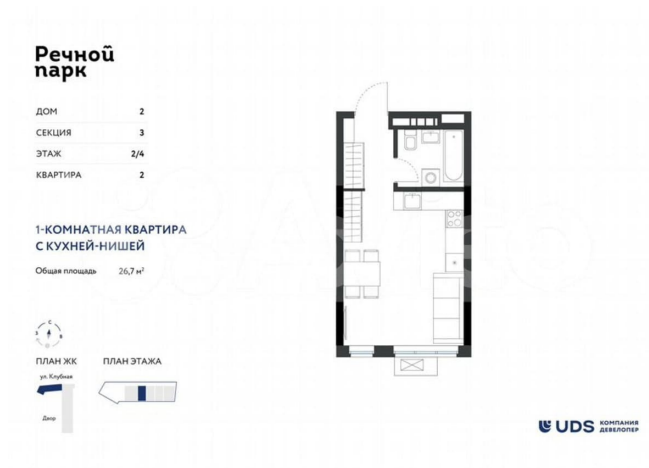 Речной
парк
ДОМ 2
СЕКЦИЯ 3
ЭТАЖ 2/4
КВАРТИРА 2
1-КОМНАТНАЯ КВАРТИРА
С КУХНЕЙ-НИШЕЙ
Общая площадь 26,7 м²
С
З В
ПЛАН ЖК ПЛАН ЭТАЖА
ул. Клубная
Двор
UDS КОМПАНИЯ
ДЕВЕЛОПЕР
Avito